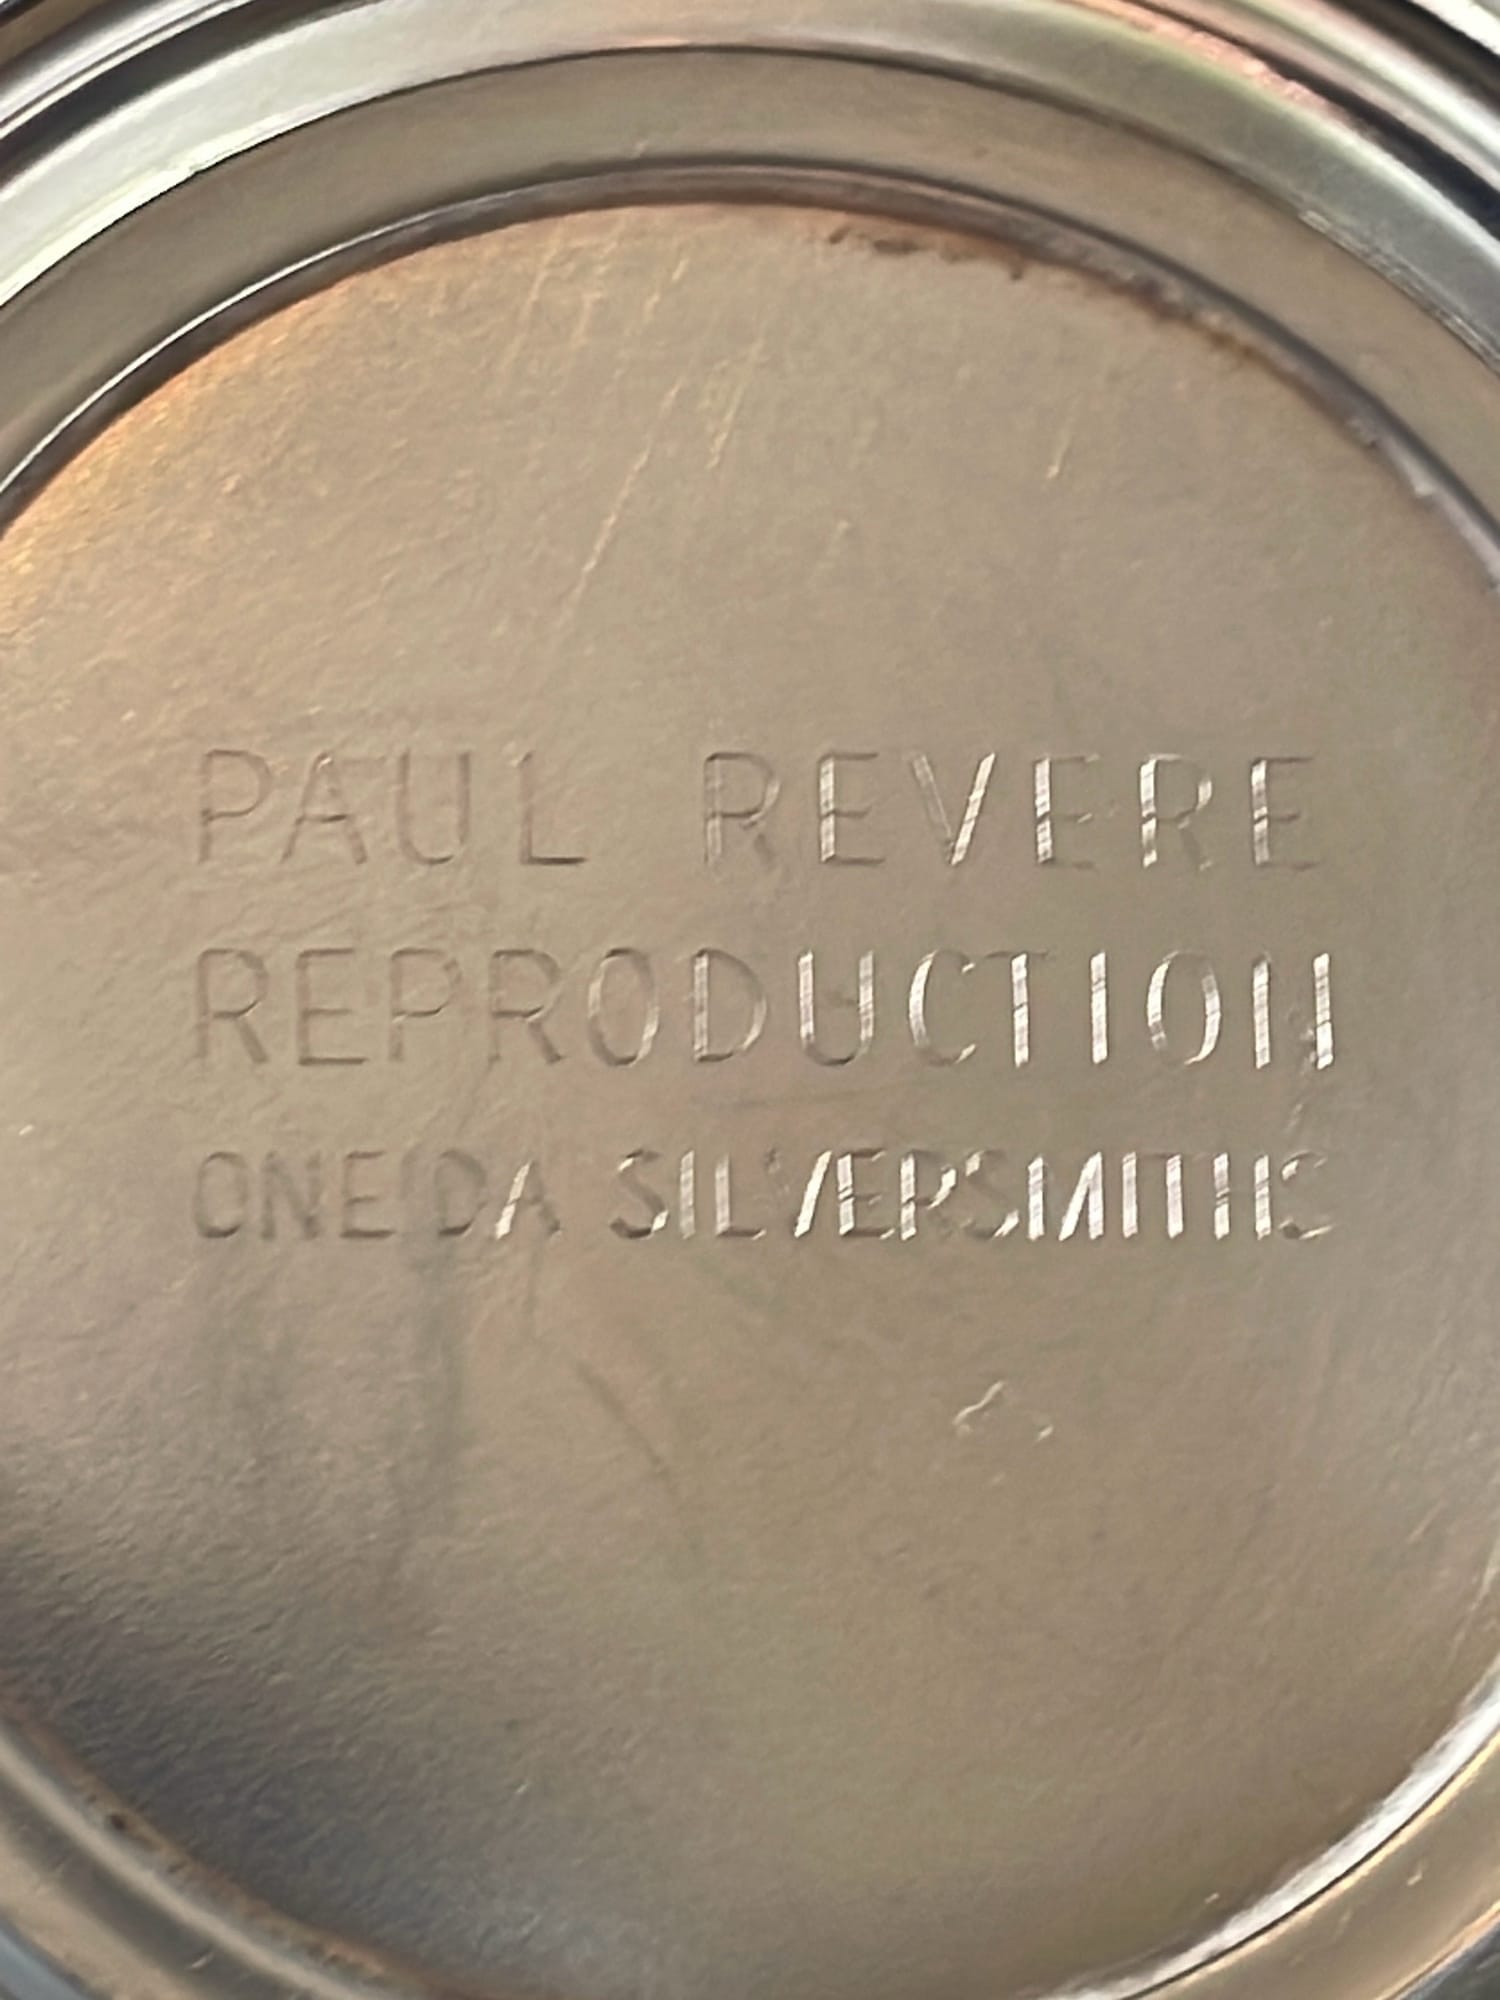 PAUL REVERE
REPRODUCTION
ONEIDA SILVERSMITHS